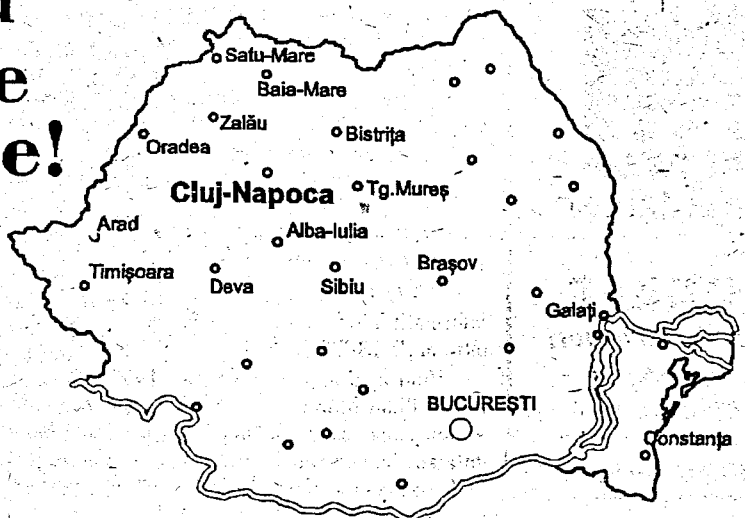 e!
Satu-Mare
Baia-Mare
Zalău
Oradea
Bistrița
Cluj-Napoca
Tg.Mureș
Arad
Alba-Iulia
Timișoara
Deva
Sibiu
Brașov
Galați
BUCUREȘTI
Constanța